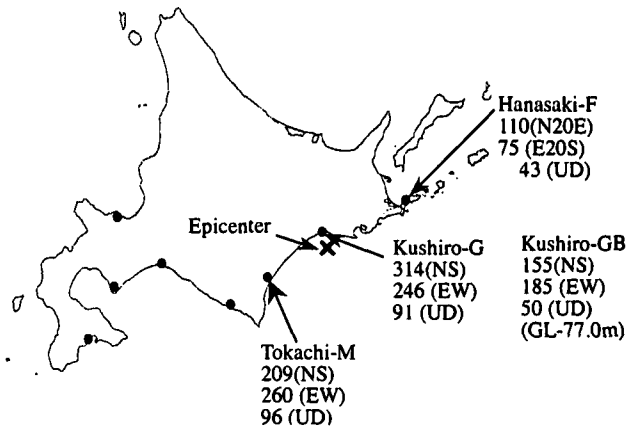 Hanasaki-F
110(N20E)
75 (E20S)
43 (UD)
Epicenter
Kushiro-G
314(NS)
246 (EW)
91 (UD)
Kushiro-GB
155(NS)
185 (EW)
50 (UD)
(GL-77.0m)
Tokachi-M
209(NS)
260 (EW)
96 (UD)